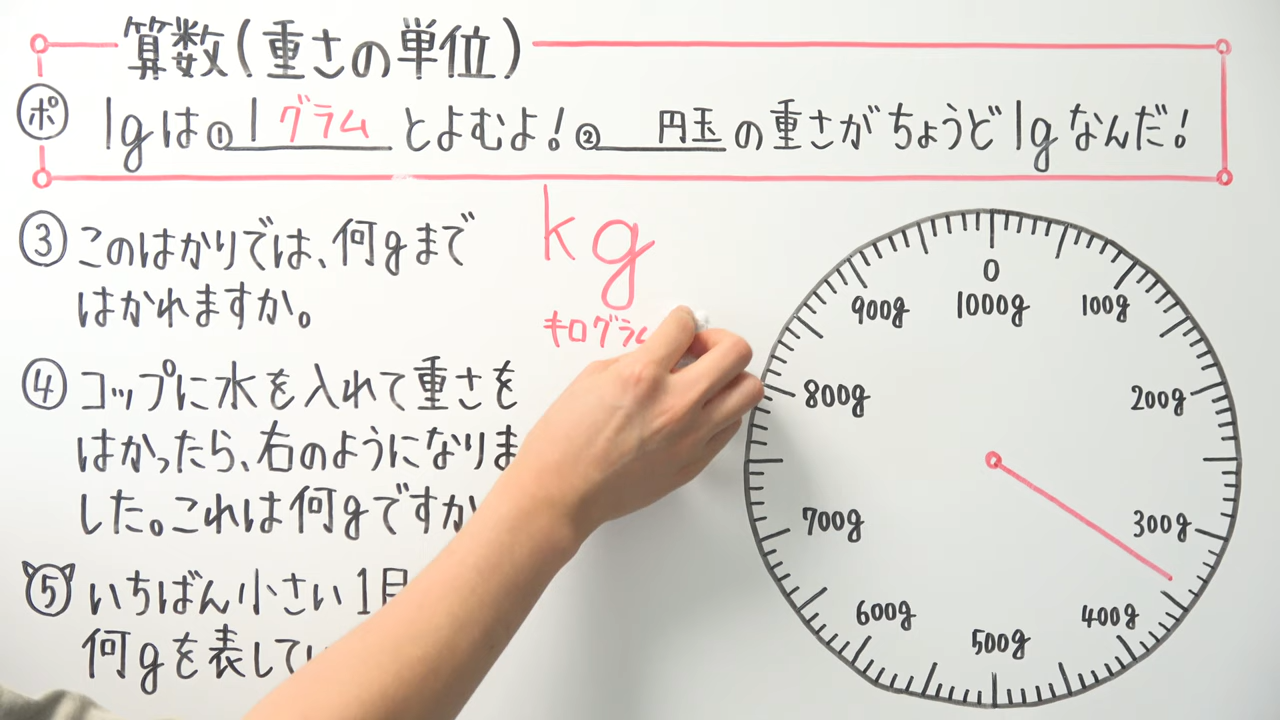 算数(重さの単位)
ポ 1gは①1グラムとよむよ!②円玉の重さがちょうど1gなんだ!
③ このはかりでは、何gまで
はかれますか。
kg
キログラ
④ コップに水を入れて重さを
はかったら、右のようになりま
した。これは何gですか
⑤ いちばん小さい1目
何gを表してい
0
1000g
100g
200g
300g
400g
500g
600g
700g
800g
900g